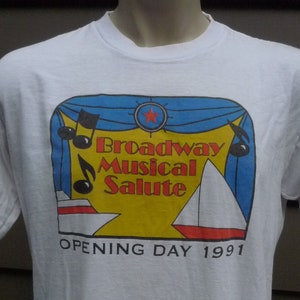 Broadway
Musical
Salute
OPENING DAY 1991